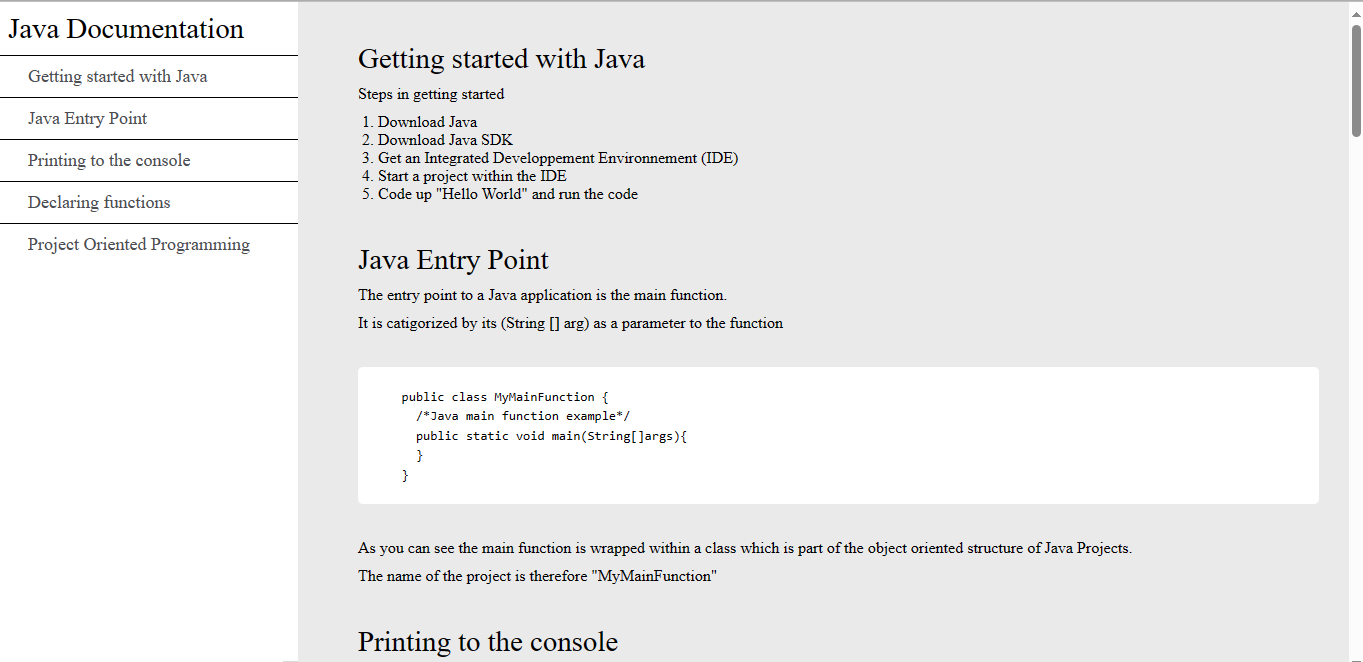 Java Documentation
Getting started with Java
Java Entry Point
Printing to the console
Declaring functions
Project Oriented Programming
Getting started with Java
Steps in getting started
1. Download Java
2. Download Java SDK
3. Get an Integrated Developpement Environnement (IDE)
4. Start a project within the IDE
5. Code up "Hello World" and run the code
Java Entry Point
The entry point to a Java application is the main function.
It is catigorized by its (String [] arg) as a parameter to the function
public class MyMainFunction {
/*Java main function example*/
public static void main(String[]args){
}
}
As you can see the main function is wrapped within a class which is part of the object oriented structure of Java Projects.
The name of the project is therefore "MyMainFunction"
Printing to the console